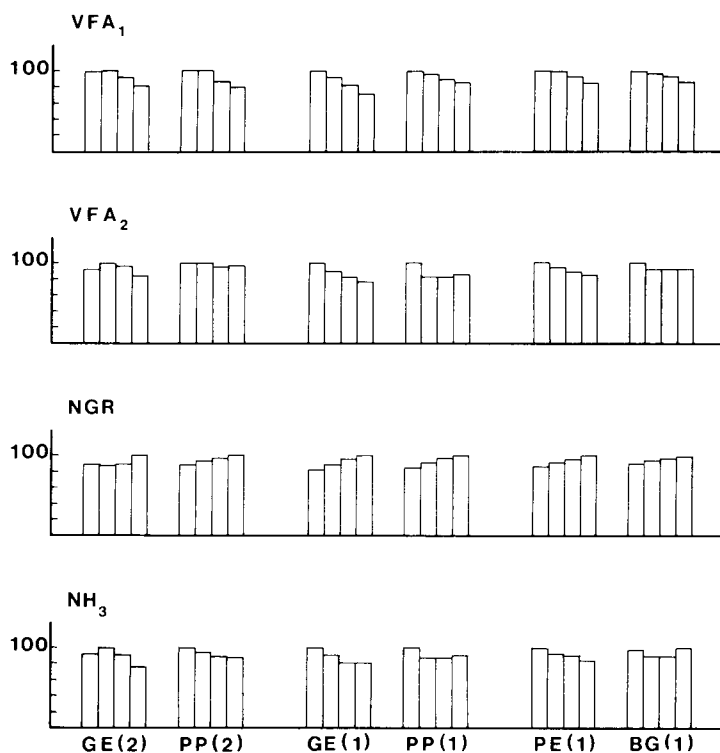 VFA₁
100
VFA₂
100
NGR
100
NH₃
100
GE(2) PP(2) GE(1) PP(1) PE(1) BG(1)